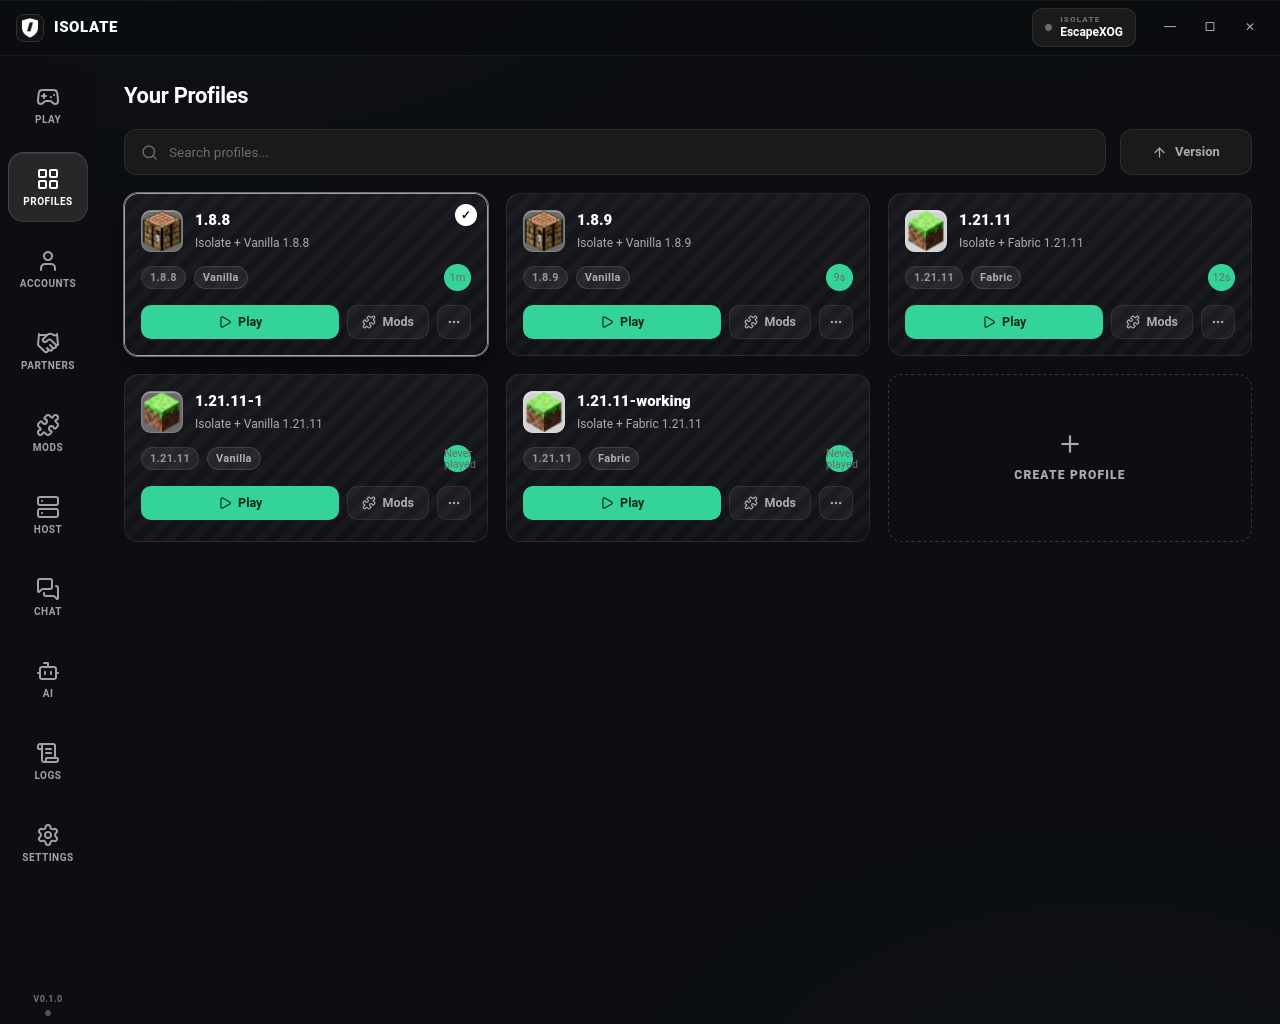 ISOLATE
ISOLATE
EscapeXOG
PLAY
PROFILES
ACCOUNTS
PARTNERS
MODS
HOST
CHAT
AI
LOGS
SETTINGS
V0.1.0
Your Profiles
Search profiles...
Version
1.8.8
Isolate + Vanilla 1.8.8
1.8.8 Vanilla 1m
Play Mods
1.8.9
Isolate + Vanilla 1.8.9
1.8.9 Vanilla 9s
Play Mods
1.21.11
Isolate + Fabric 1.21.11
1.21.11 Fabric 12s
Play Mods
1.21.11-1
Isolate + Vanilla 1.21.11
1.21.11 Vanilla Never played
Play Mods
1.21.11-working
Isolate + Fabric 1.21.11
1.21.11 Fabric Never played
Play Mods
CREATE PROFILE